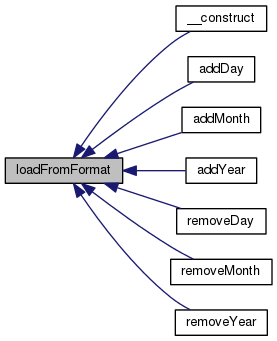 __construct
addDay
addMonth
loadFromFormat
addYear
removeDay
removeMonth
removeYear